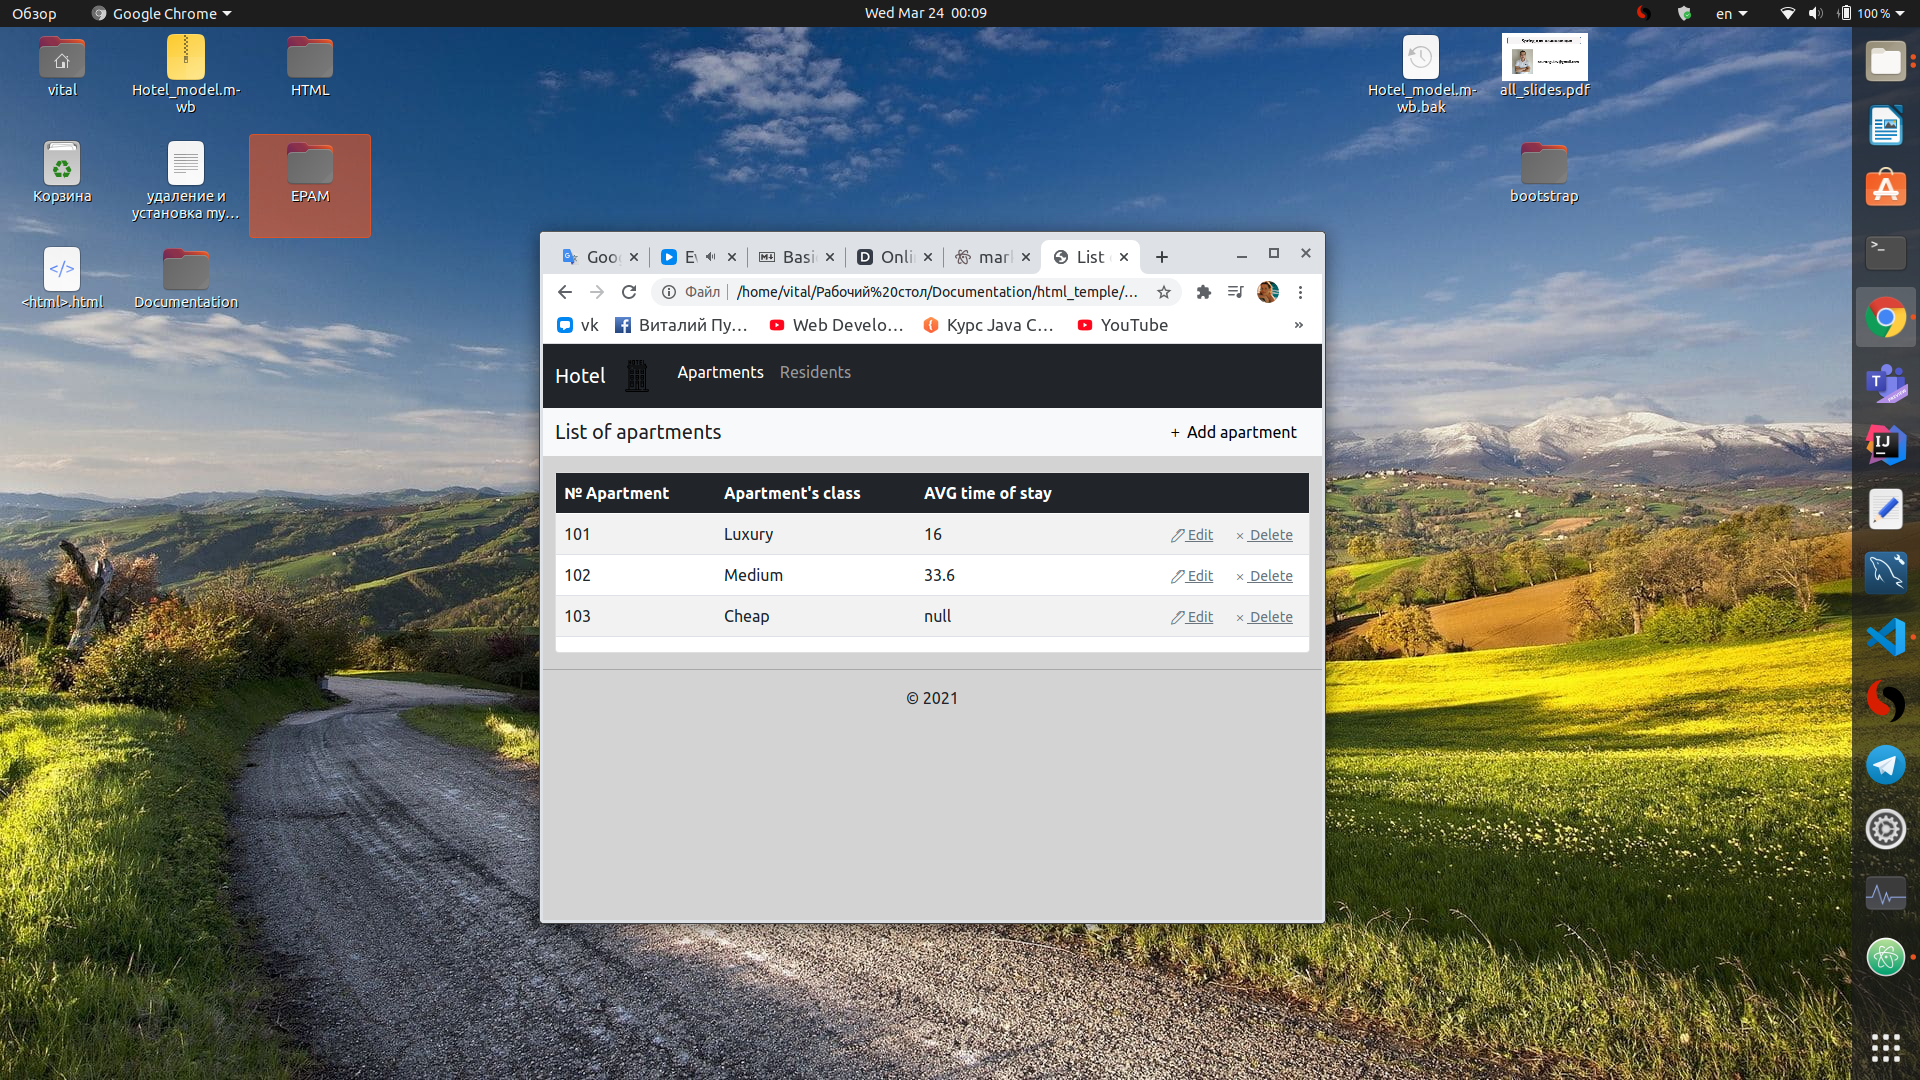 Обзор
Google Chrome
Wed Mar 24 00:09
en
100 %
vital
Hotel_model.m-
wb
HTML
Hotel_model.m-
wb.bak
all_slides.pdf
Корзина
удаление и
установка my...
EPAM
bootstrap
<html>.html
Documentation
Goo
Ev
Basi
Onli
mar
List
Файл
/home/vital/Рабочий%20стол/Documentation/html_temple/...
vk
Виталий Пу...
Web Develo...
Курс Java С...
YouTube
»
Hotel
Apartments
Residents
List of apartments
+ Add apartment
№ Apartment Apartment's class AVG time of stay
101 Luxury 16 Edit × Delete
102 Medium 33.6 Edit × Delete
103 Cheap null Edit × Delete
© 2021